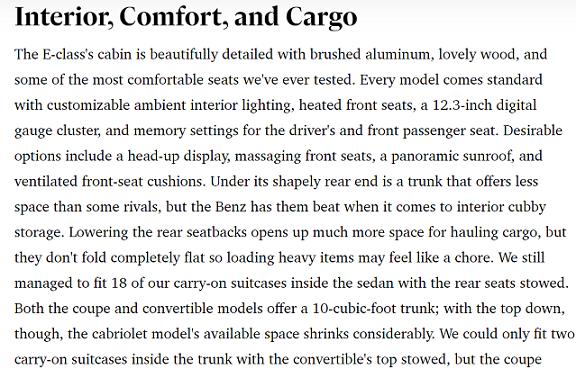 Interior, Comfort, and Cargo
The E-class's cabin is beautifully detailed with brushed aluminum, lovely wood, and
some of the most comfortable seats we've ever tested. Every model comes standard
with customizable ambient interior lighting, heated front seats, a 12.3-inch digital
gauge cluster, and memory settings for the driver's and front passenger seat. Desirable
options include a head-up display, massaging front seats, a panoramic sunroof, and
ventilated front-seat cushions. Under its shapely rear end is a trunk that offers less
space than some rivals, but the Benz has them beat when it comes to interior cubby
storage. Lowering the rear seatbacks opens up much more space for hauling cargo, but
they don't fold completely flat so loading heavy items may feel like a chore. We still
managed to fit 18 of our carry-on suitcases inside the sedan with the rear seats stowed.
Both the coupe and convertible models offer a 10-cubic-foot trunk; with the top down,
though, the cabriolet model's available space shrinks considerably. We could only fit two
carry-on suitcases inside the trunk with the convertible's top stowed, but the coupe